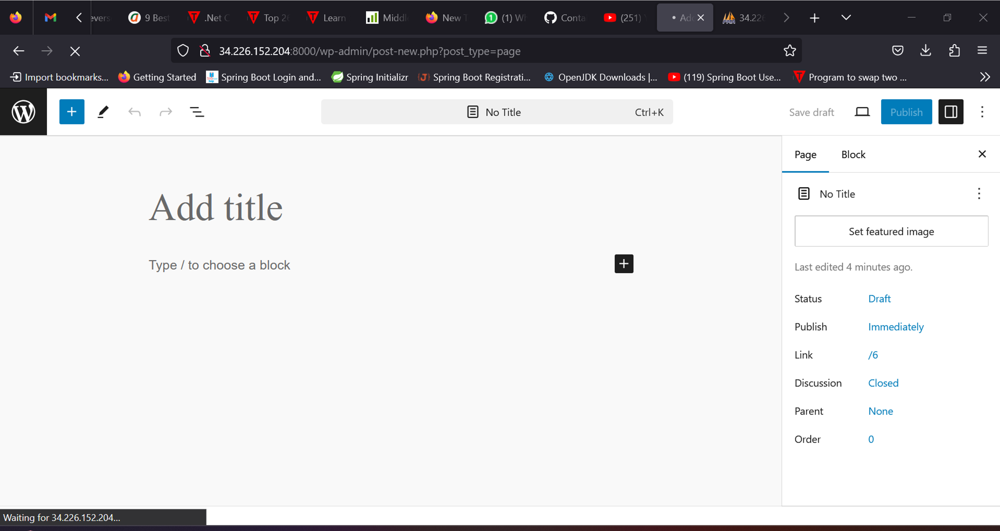 evers
9 Best
.Net C
Top 26
Learn
Middl
New T
(1) Wh
Conta
(251)
Add
34.226
34.226.152.204:8000/wp-admin/post-new.php?post_type=page
Import bookmarks...
Getting Started
Spring Boot Login and...
Spring Initializr
Spring Boot Registrati...
OpenJDK Downloads |...
(119) Spring Boot Use...
Program to swap two ...
No Title
Ctrl+K
Save draft
Publish
Page
Block
Add title
Type / to choose a block
No Title
Set featured image
Last edited 4 minutes ago.
Status Draft
Publish Immediately
Link /6
Discussion Closed
Parent None
Order 0
Waiting for 34.226.152.204...